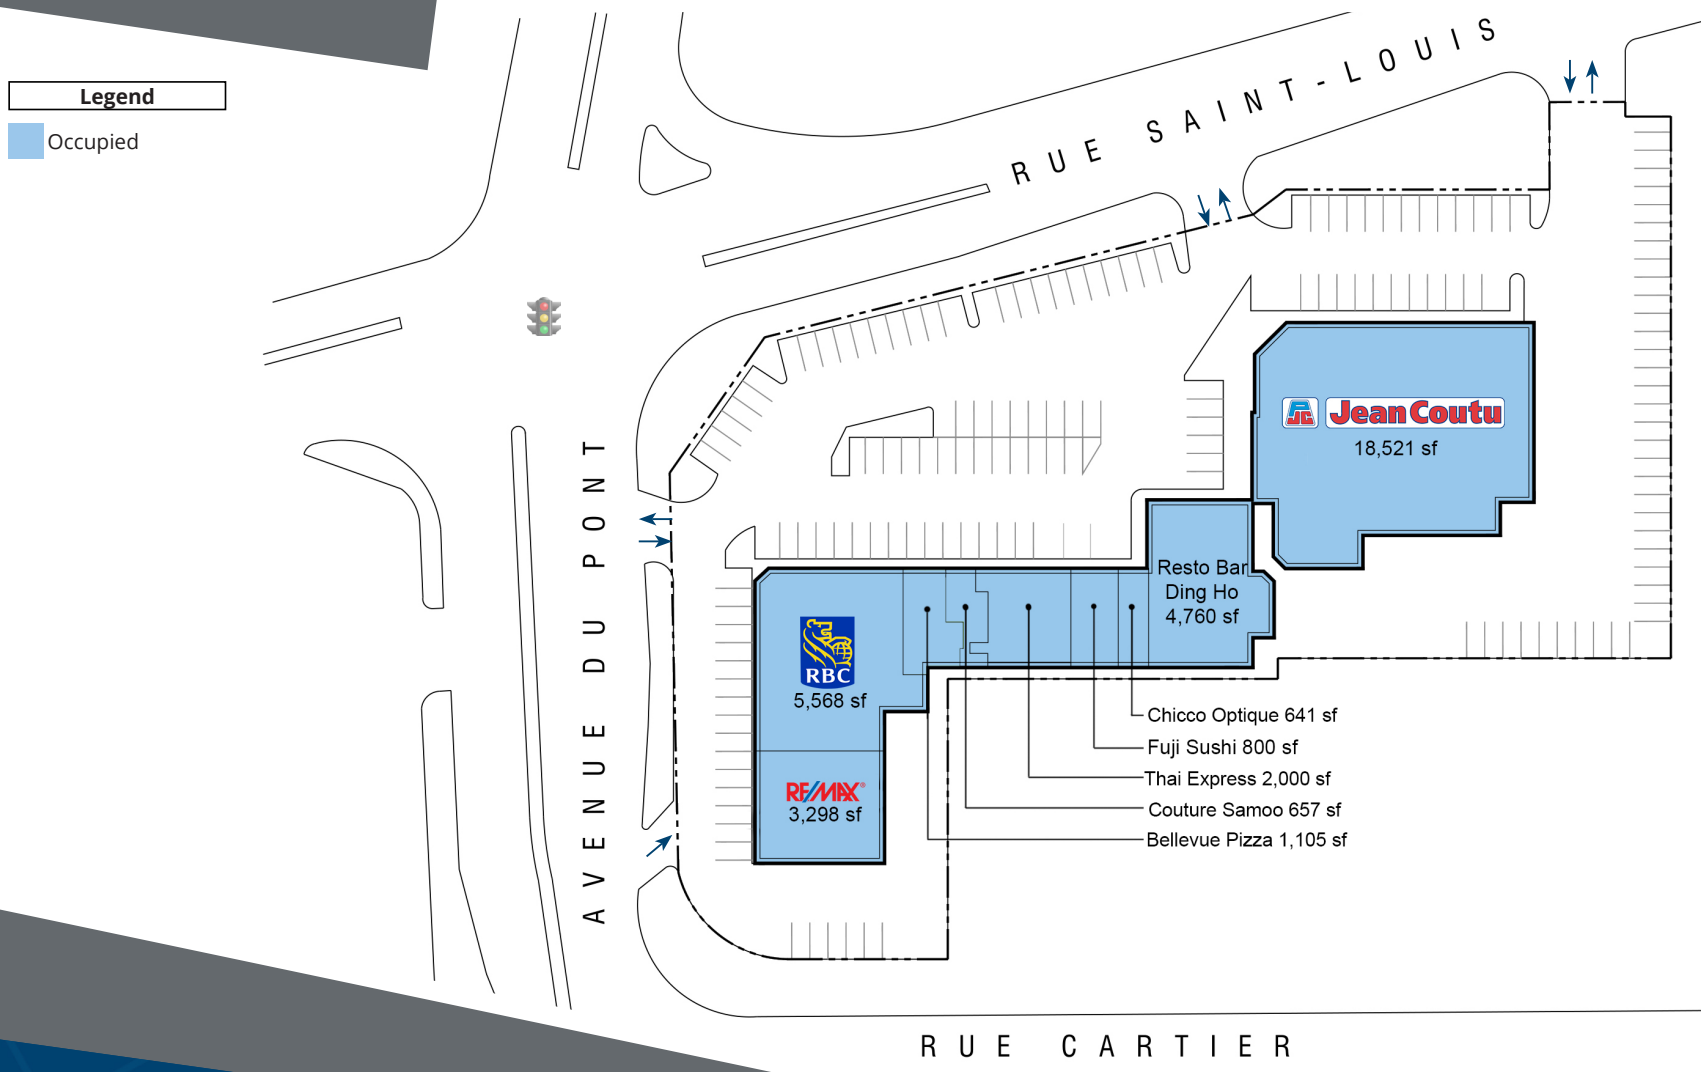 Legend
Occupied
RUE SAINT-LOUIS
AVENUE DU PONT
PJC Jean Coutu
18,521 sf
Resto Bar
Ding Ho
4,760 sf
RBC
5,568 sf
RE/MAX®
3,298 sf
Chicco Optique 641 sf
Fuji Sushi 800 sf
Thai Express 2,000 sf
Couture Samoo 657 sf
Bellevue Pizza 1,105 sf
RUE CARTIER